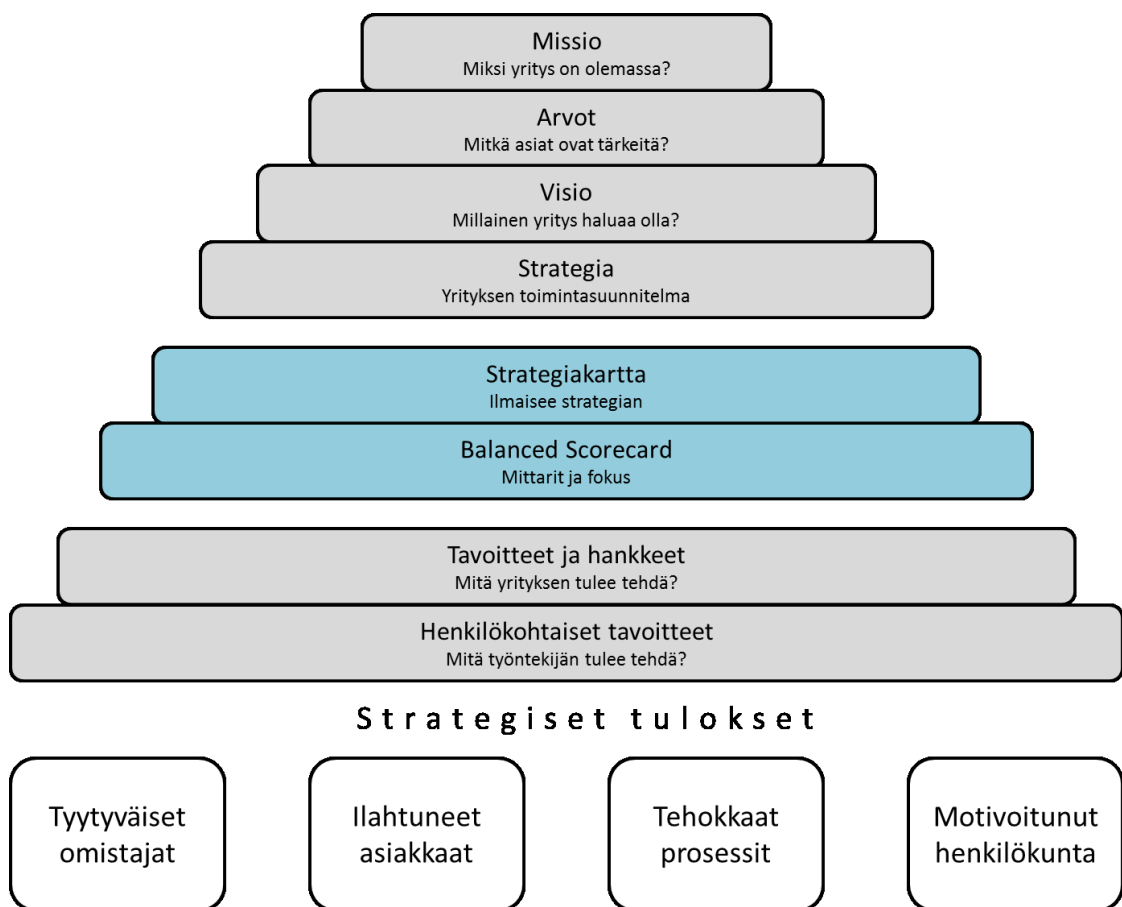 Missio
Miksi yritys on olemassa?
Arvot
Mitkä asiat ovat tärkeitä?
Visio
Millainen yritys haluaa olla?
Strategia
Yrityksen toimintasuunnitelma
Strategiakartta
Ilmaisee strategian
Balanced Scorecard
Mittarit ja fokus
Tavoitteet ja hankkeet
Mitä yrityksen tulee tehdä?
Henkilökohtaiset tavoitteet
Mitä työntekijän tulee tehdä?
Strategiset tulokset
Tyytyväiset
omistajat
Ilahtuneet
asiakkaat
Tehokkaat
prosessit
Motivoitunut
henkilökunta